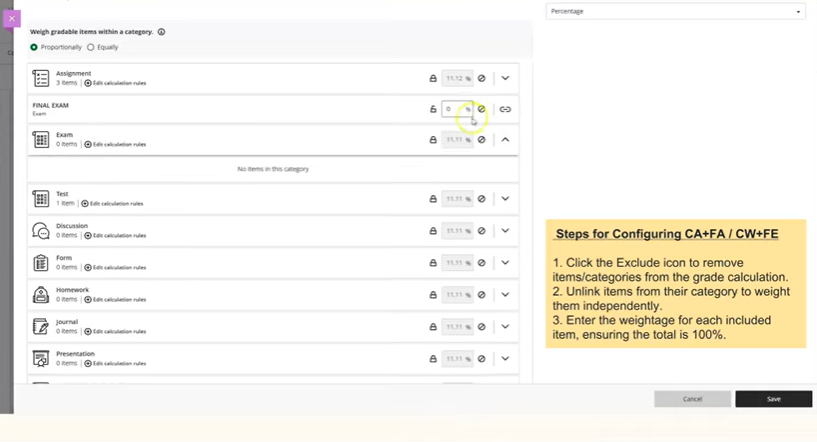 Percentage
Weigh gradable items within a category.
Proportionally Equally
Assignment
3 items | Edit calculation rules
11.12 %
FINAL EXAM
Exam
0 %
Exam
0 items | Edit calculation rules
11.11 %
No items in this category
Test
1 item | Edit calculation rules
11.11 %
Discussion
0 items | Edit calculation rules
11.11 %
Form
0 items | Edit calculation rules
11.11 %
Homework
0 items | Edit calculation rules
11.11 %
Journal
0 items | Edit calculation rules
11.11 %
Presentation
0 items | Edit calculation rules
11.11 %
Steps for Configuring CA+FA / CW+FE
1. Click the Exclude icon to remove
items/categories from the grade calculation.
2. Unlink items from their category to weight
them independently.
3. Enter the weightage for each included
item, ensuring the total is 100%.
Cancel
Save